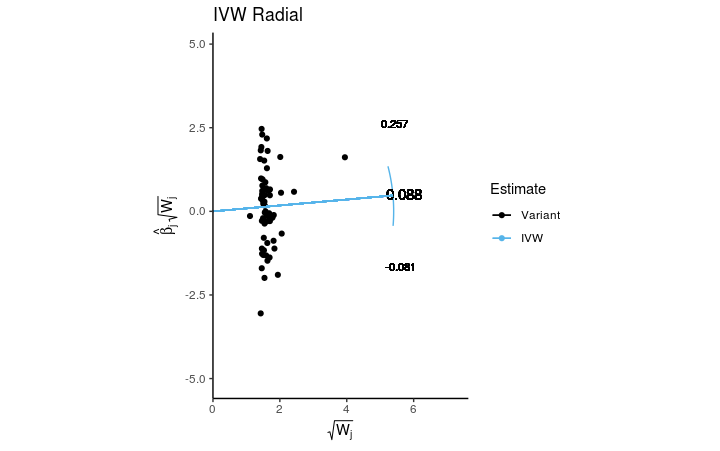 IVW Radial
5.0
2.5
0.0
-2.5
-5.0
β̂j√Wj
0.257
0.088
-0.081
0
2
4
6
√Wj
Estimate
Variant
IVW